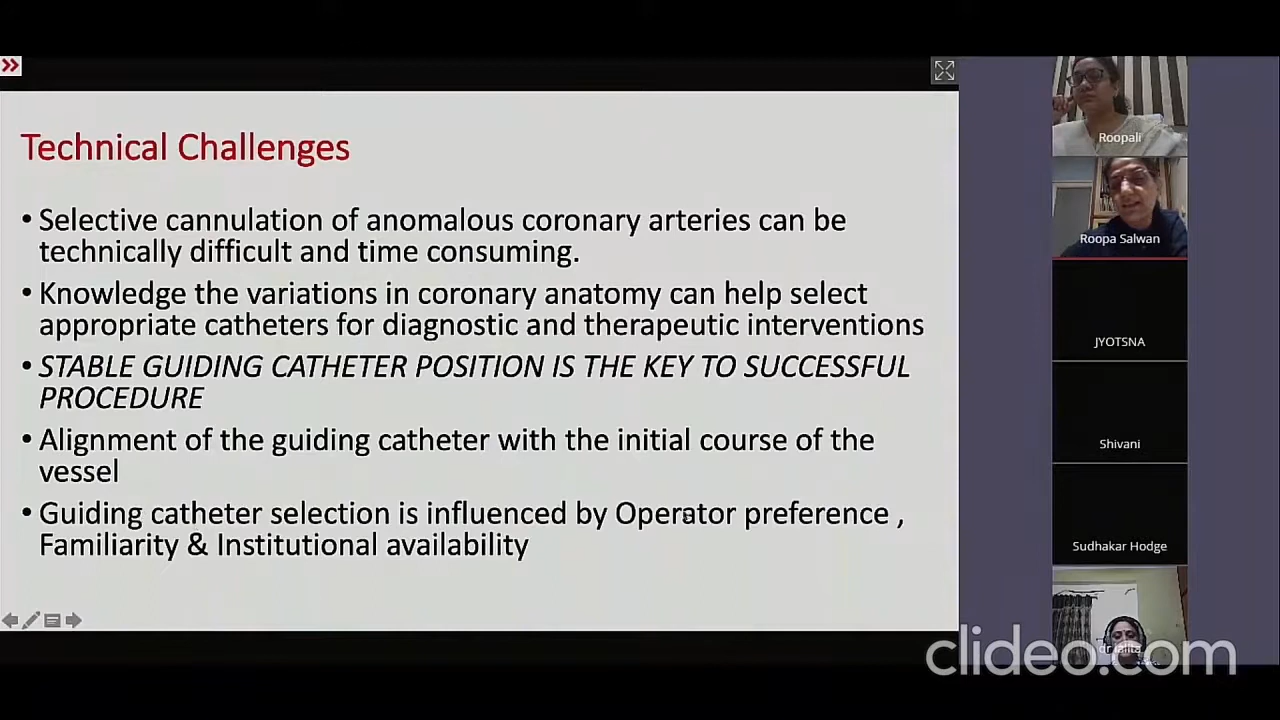 Technical Challenges
• Selective cannulation of anomalous coronary arteries can be
technically difficult and time consuming.
• Knowledge the variations in coronary anatomy can help select
appropriate catheters for diagnostic and therapeutic interventions
• STABLE GUIDING CATHETER POSITION IS THE KEY TO SUCCESSFUL
PROCEDURE
• Alignment of the guiding catheter with the initial course of the
vessel
• Guiding catheter selection is influenced by Operator preference ,
Familiarity & Institutional availability
Roopali
Roopa Salwan
JYOTSNA
Shivani
Sudhakar Hodge
dr lalita
clideo.com